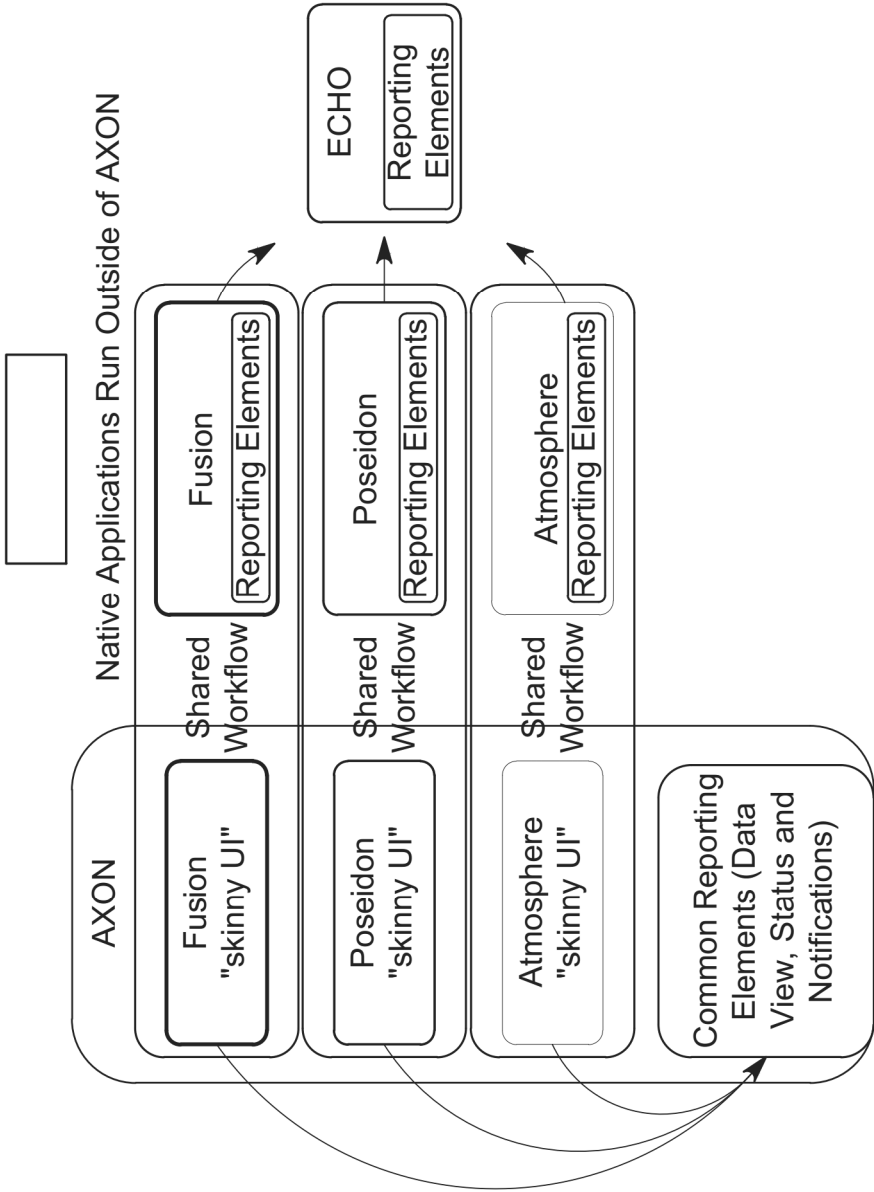 Native Applications Run Outside of AXON
AXON
Fusion
"skinny UI"
Shared
Workflow
Fusion
Reporting Elements
Poseidon
"skinny UI"
Shared
Workflow
Poseidon
Reporting Elements
ECHO
Reporting
Elements
Atmosphere
"skinny UI"
Shared
Workflow
Atmosphere
Reporting Elements
Common Reporting
Elements (Data
View, Status and
Notifications)